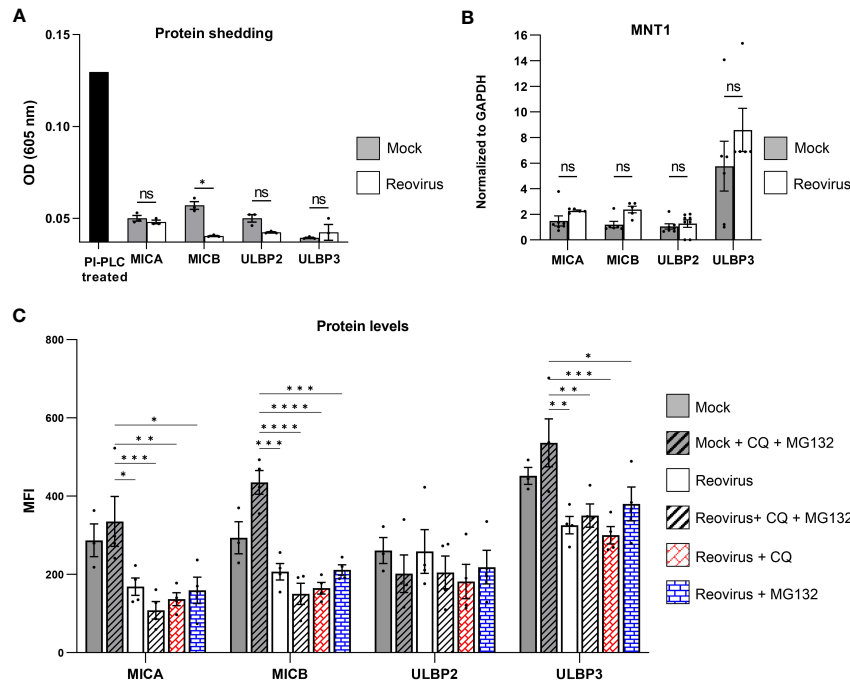 A
Protein shedding
OD (605 nm)
0.15
0.10
0.05
ns
*
ns
ns
PI-PLC
treated
MICA
MICB
ULBP2
ULBP3
Mock
Reovirus
B
MNT1
Normalized to GAPDH
16
14
12
10
8
6
4
2
0
ns
ns
ns
ns
MICA
MICB
ULBP2
ULBP3
Mock
Reovirus
C
Protein levels
MFI
800
600
400
200
0
*
* *
* * *
*
* * *
* * * *
* * * *
* * *
*
* * *
* *
* *
MICA
MICB
ULBP2
ULBP3
Mock
Mock + CQ + MG132
Reovirus
Reovirus+ CQ + MG132
Reovirus + CQ
Reovirus + MG132